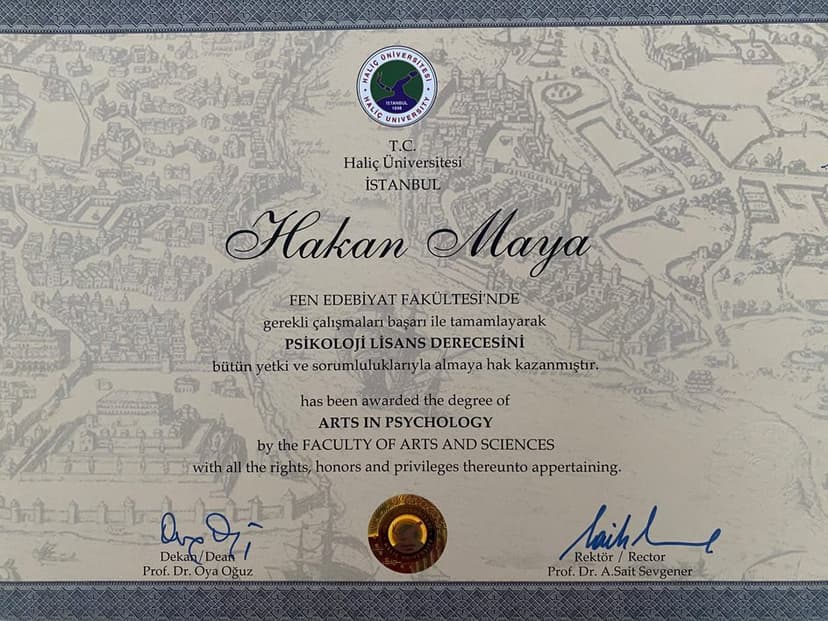 HALİÇ ÜNİVERSİTESİ
İSTANBUL
1998
HALİÇ UNIVERSITY
T.C.
Haliç Üniversitesi
İSTANBUL
Hakan Maya
FEN EDEBİYAT FAKÜLTESİ'NDE
gerekli çalışmaları başarı ile tamamlayarak
PSİKOLOJİ LİSANS DERECESİNİ
bütün yetki ve sorumluluklarıyla almaya hak kazanmıştır.
has been awarded the degree of
ARTS IN PSYCHOLOGY
by the FACULTY OF ARTS AND SCIENCES
with all the rights, honors and privileges thereunto appertaining.
Dekan/Dean
Prof. Dr. Oya Oğuz
Rektör / Rector
Prof. Dr. A.Sait Sevgener